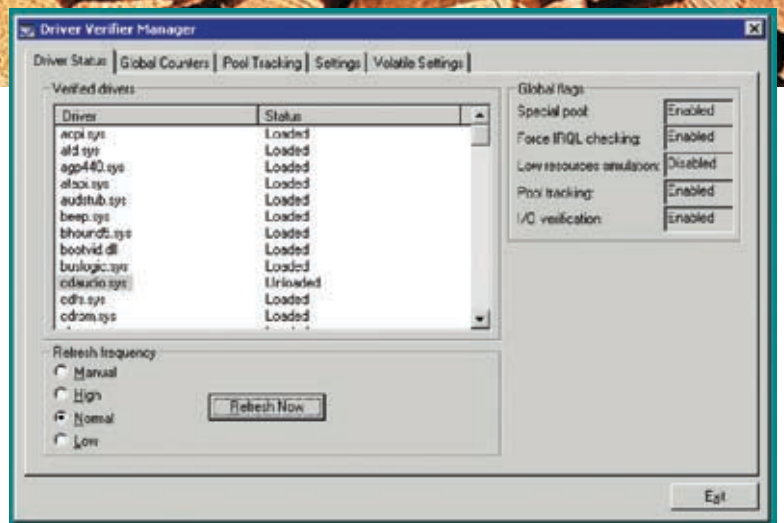 Driver Verifier Manager
Driver Status Global Counters Pool Tracking Settings Volatile Settings
Verified drivers
Driver Status
acpi.sys Loaded
afd.sys Loaded
agp440.sys Loaded
atapi.sys Loaded
audstub.sys Loaded
beep.sys Loaded
bhound5.sys Loaded
bootvid.dll Loaded
buslogic.sys Loaded
cdaudio.sys Unloaded
cdfs.sys Loaded
cdrom.sys Loaded
Global flags
Special pool: Enabled
Force IRQL checking: Enabled
Low resources simulation: Disabled
Pool tracking: Enabled
I/O verification: Enabled
Refresh frequency
Manual
High
Normal
Low
Refresh Now
Exit